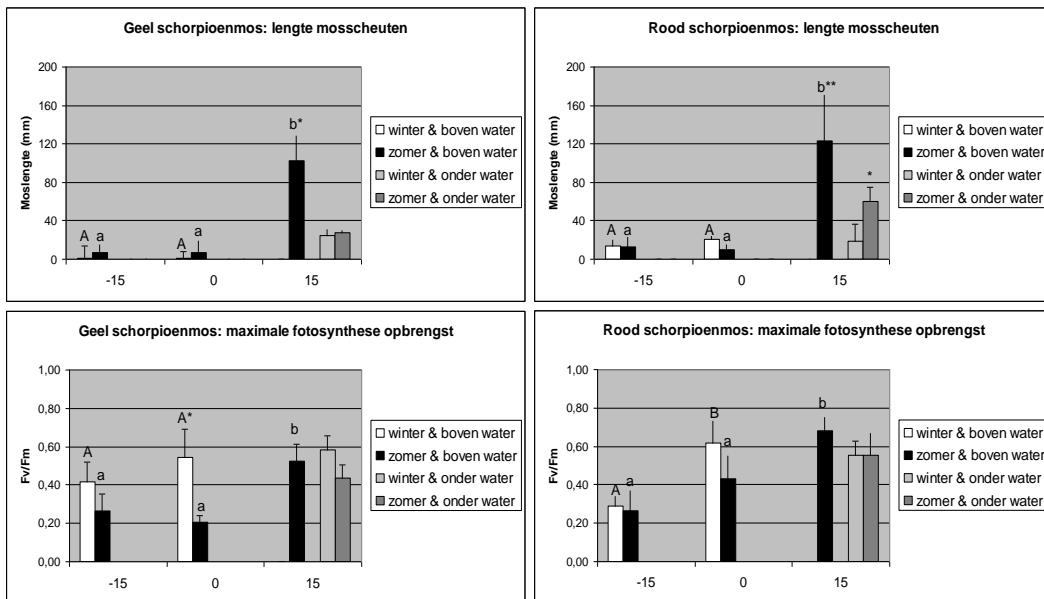 Geel schorpioenmos: lengte mosscheuten
Moslengte (mm)
200
160
120
80
40
0
A
a
A
a
b*
-15
0
15
winter & boven water
zomer & boven water
winter & onder water
zomer & onder water
Rood schorpioenmos: lengte mosscheuten
Moslengte (mm)
200
160
120
80
40
0
A
a
A
a
b**
*
-15
0
15
winter & boven water
zomer & boven water
winter & onder water
zomer & onder water
Geel schorpioenmos: maximale fotosynthese opbrengst
Fv/Fm
1,00
0,80
0,60
0,40
0,20
0,00
A
a
A*
a
b
-15
0
15
winter & boven water
zomer & boven water
winter & onder water
zomer & onder water
Rood schorpioenmos: maximale fotosynthese opbrengst
Fv/Fm
1,00
0,80
0,60
0,40
0,20
0,00
A
a
B
a
b
-15
0
15
winter & boven water
zomer & boven water
winter & onder water
zomer & onder water